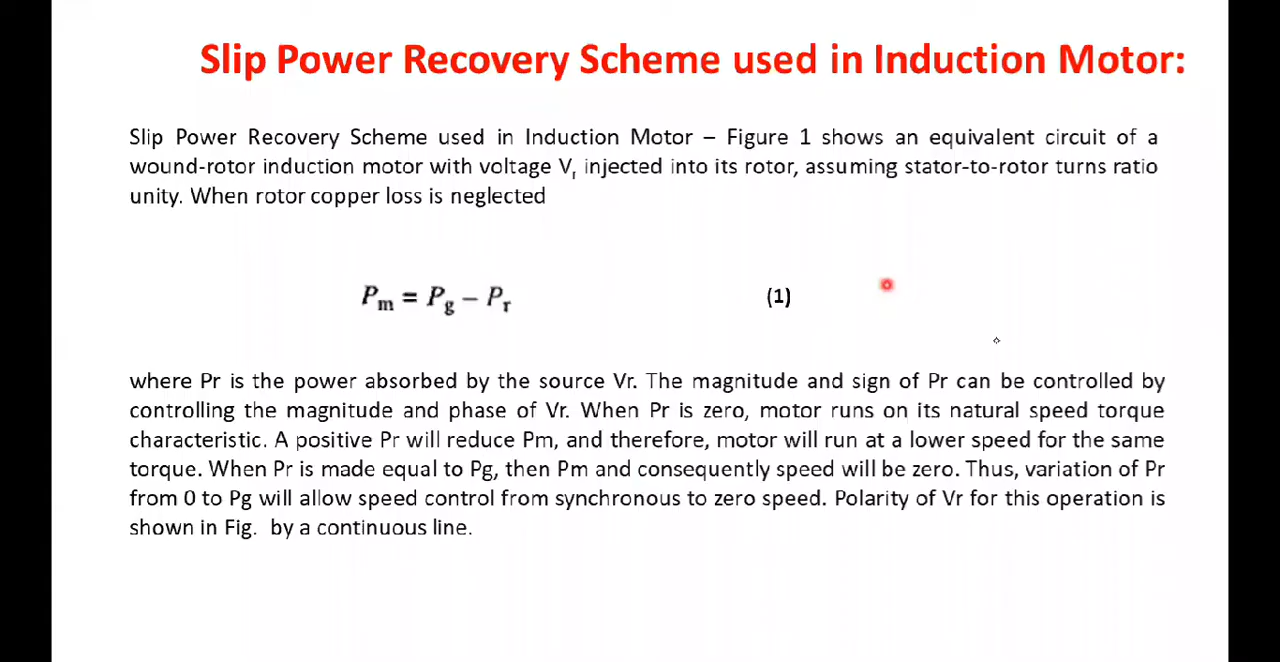 Slip Power Recovery Scheme used in Induction Motor:
Slip Power Recovery Scheme used in Induction Motor – Figure 1 shows an equivalent circuit of a
wound-rotor induction motor with voltage Vr injected into its rotor, assuming stator-to-rotor turns ratio
unity. When rotor copper loss is neglected
Pm = Pg – Pr (1)
where Pr is the power absorbed by the source Vr. The magnitude and sign of Pr can be controlled by
controlling the magnitude and phase of Vr. When Pr is zero, motor runs on its natural speed torque
characteristic. A positive Pr will reduce Pm, and therefore, motor will run at a lower speed for the same
torque. When Pr is made equal to Pg, then Pm and consequently speed will be zero. Thus, variation of Pr
from 0 to Pg will allow speed control from synchronous to zero speed. Polarity of Vr for this operation is
shown in Fig. by a continuous line.